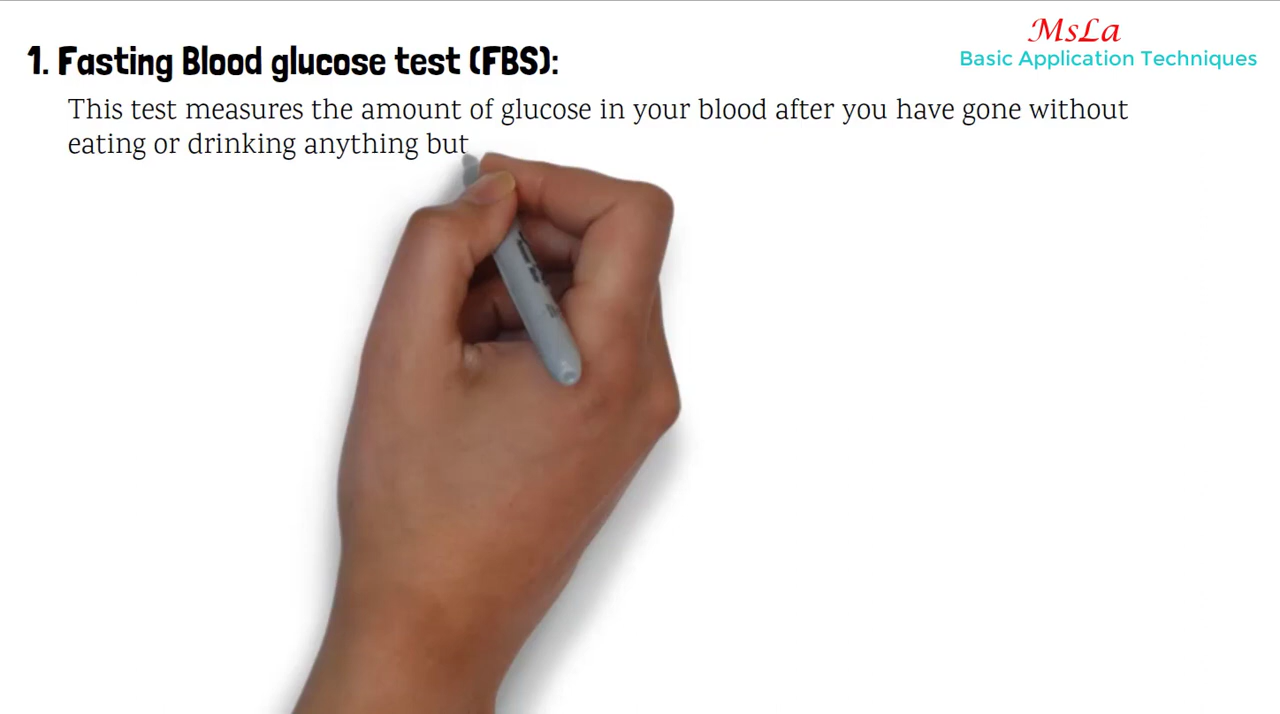 MsLa
Basic Application Techniques
1. Fasting Blood glucose test (FBS):
This test measures the amount of glucose in your blood after you have gone without
eating or drinking anything but